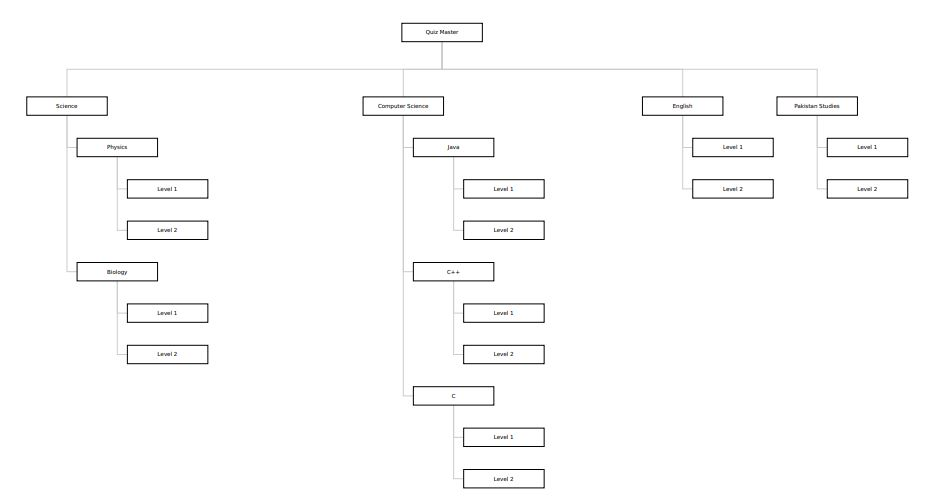 Quiz Master
Science
Computer Science
English
Pakistan Studies
Physics
Java
Level 1
Level 1
Level 1
Level 1
Level 2
Level 2
Level 2
Level 2
Biology
C++
Level 1
Level 1
Level 2
Level 2
C
Level 1
Level 2